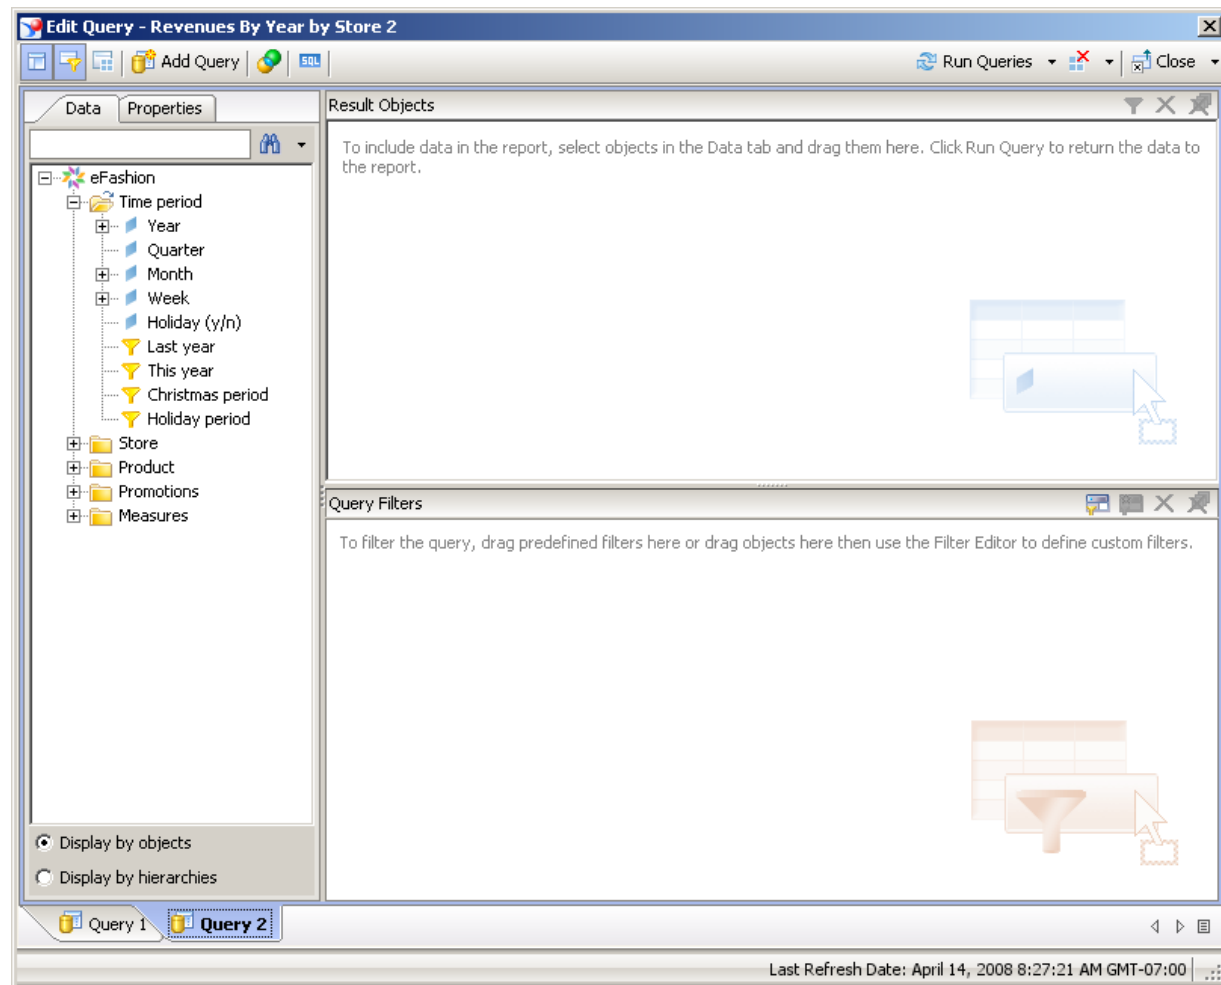 Edit Query - Revenues By Year by Store 2
Add Query
SQL
Run Queries
Close
Data
Properties
Result Objects
To include data in the report, select objects in the Data tab and drag them here. Click Run Query to return the data to
the report.
eFashion
Time period
Year
Quarter
Month
Week
Holiday (y/n)
Last year
This year
Christmas period
Holiday period
Store
Product
Promotions
Measures
Query Filters
To filter the query, drag predefined filters here or drag objects here then use the Filter Editor to define custom filters.
Display by objects
Display by hierarchies
Query 1
Query 2
Last Refresh Date: April 14, 2008 8:27:21 AM GMT-07:00